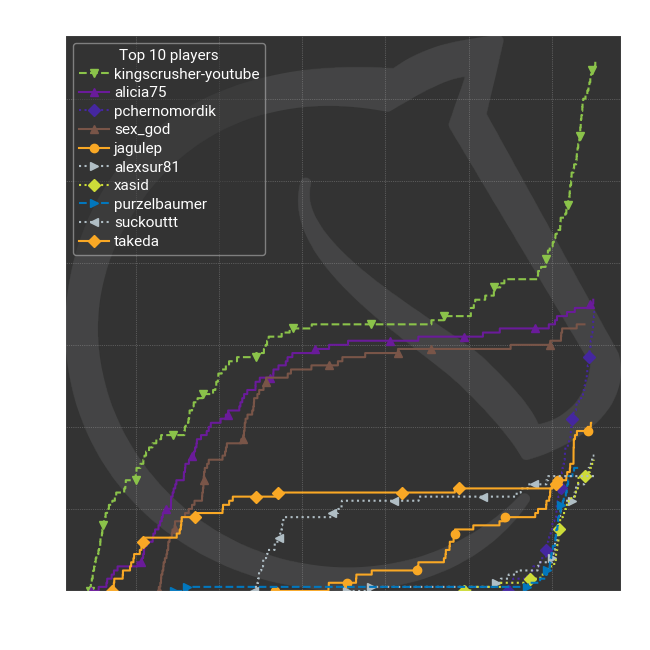 Top 10 players
kingscrusher-youtube
alicia75
pchernomordik
sex_god
jagulep
alexsur81
xasid
purzelbaumer
suckouttt
takeda